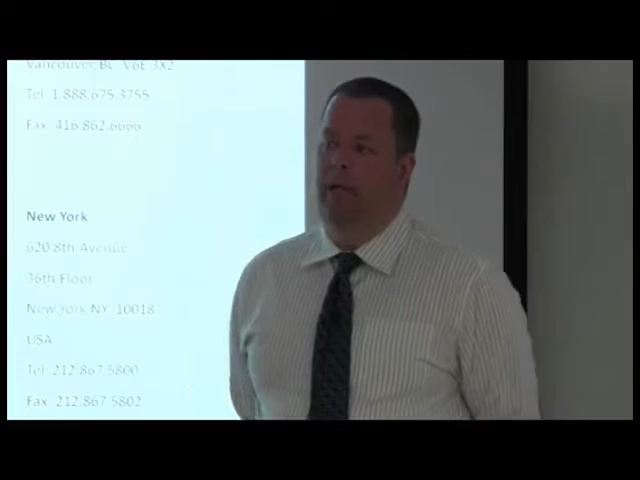 Vancouver BC V6E 3X2
Tel 1.888.675.3755
Fax 416.862.6666
New York
620 8th Avenue
36th Floor
New York NY 10018
USA
Tel 212.867.5800
Fax 212.867 5802